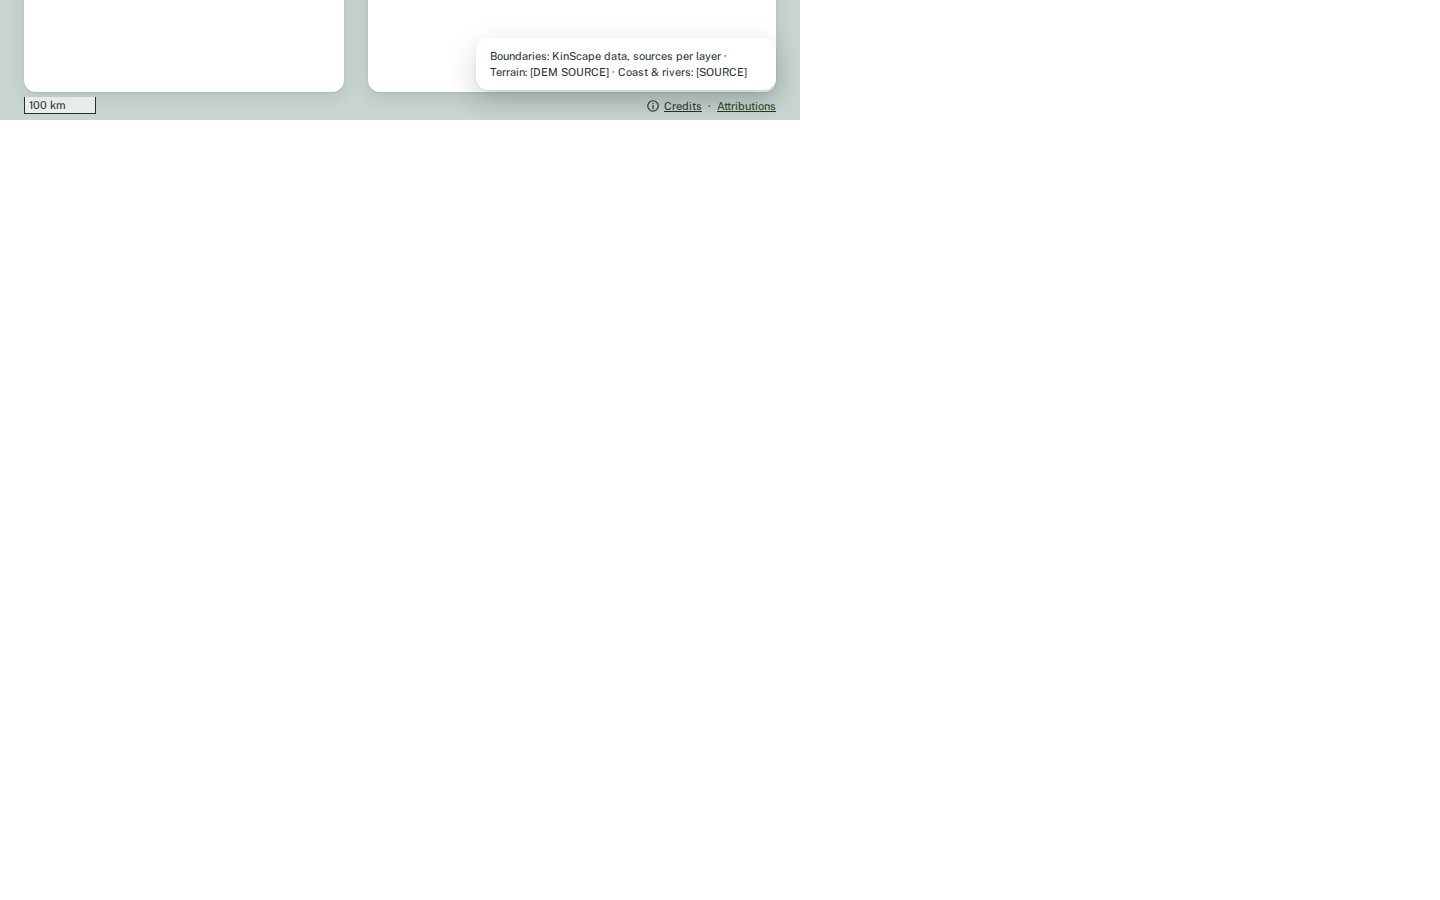 Boundaries: KinScape data, sources per layer ·
Terrain: [DEM SOURCE] · Coast & rivers: [SOURCE]
100 km
Credits · Attributions